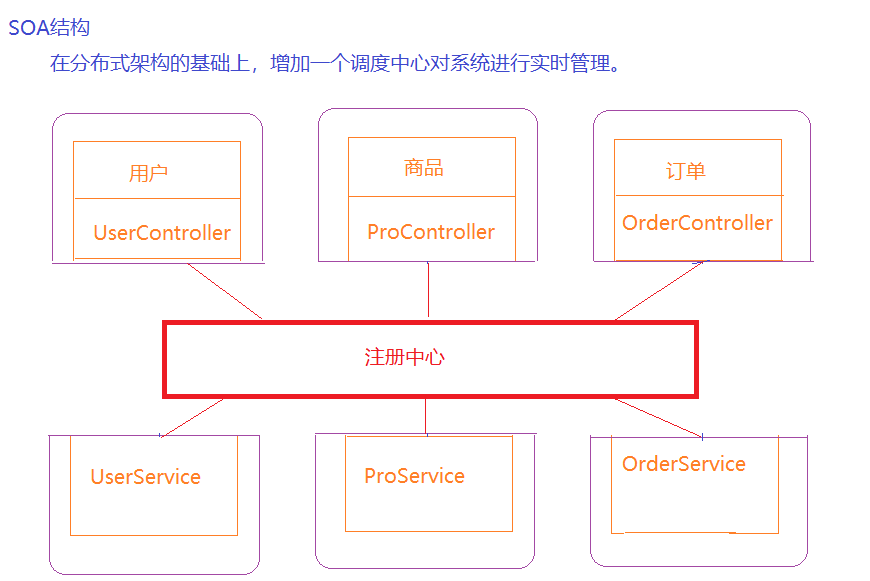 SOA结构
在分布式架构的基础上，增加一个调度中心对系统进行实时管理。
用户
商品
订单
UserController
ProController
OrderController
注册中心
UserService
ProService
OrderService